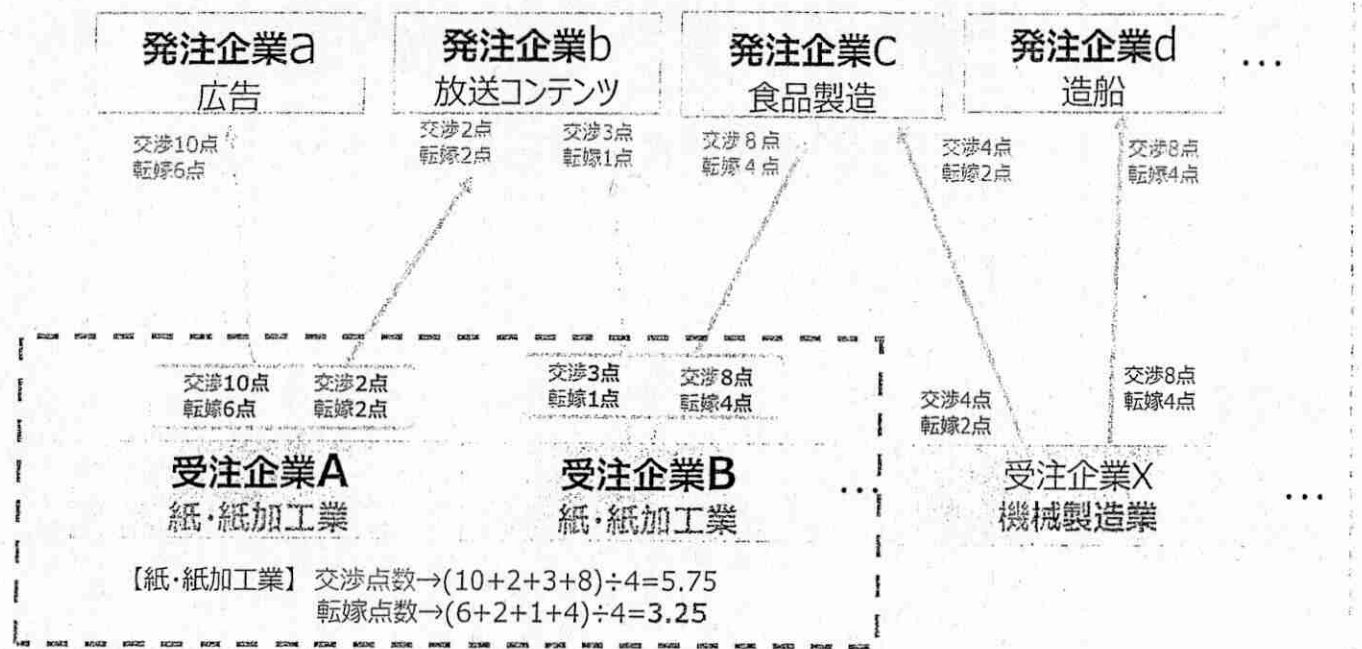 発注企業a
広告
発注企業b
放送コンテンツ
発注企業C
食品製造
発注企業d
造船
…
交渉10点
転嫁6点
交渉2点
転嫁2点
交渉3点
転嫁1点
交渉8点
転嫁4点
交渉4点
転嫁2点
交渉8点
転嫁4点
交渉10点
転嫁6点
交渉2点
転嫁2点
交渉3点
転嫁1点
交渉8点
転嫁4点
交渉4点
転嫁2点
交渉8点
転嫁4点
受注企業A
紙・紙加工業
受注企業B
紙・紙加工業
…
受注企業X
機械製造業
…
【紙・紙加工業】 交渉点数→(10+2+3+8)÷4=5.75
転嫁点数→(6+2+1+4)÷4=3.25